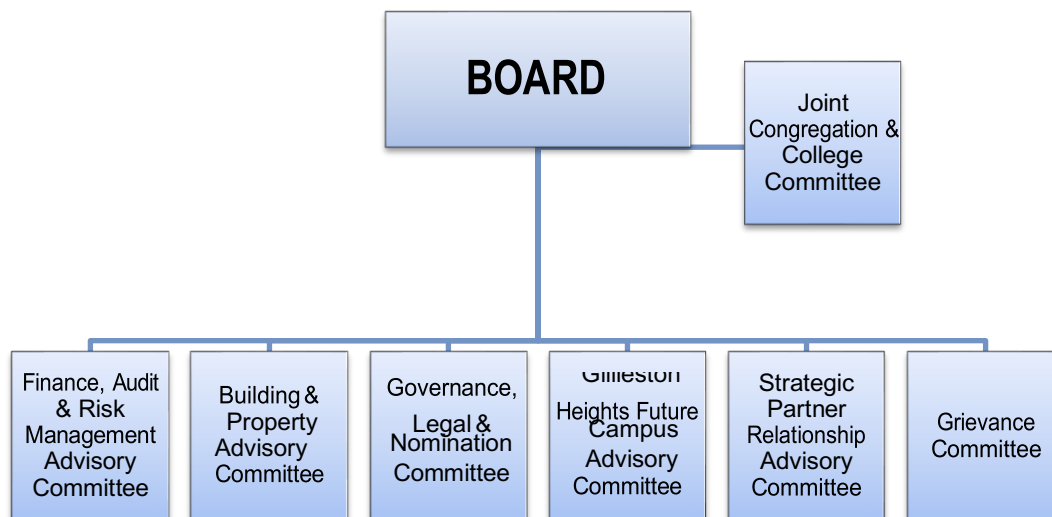 BOARD
Joint
Congregation &
College
Committee
Finance, Audit
& Risk
Management
Advisory
Committee
Building &
Property
Advisory
Committee
Governance,
Legal &
Nomination
Committee
Gillieston
Heights Future
Campus
Advisory
Committee
Strategic
Partner
Relationship
Advisory
Committee
Grievance
Committee